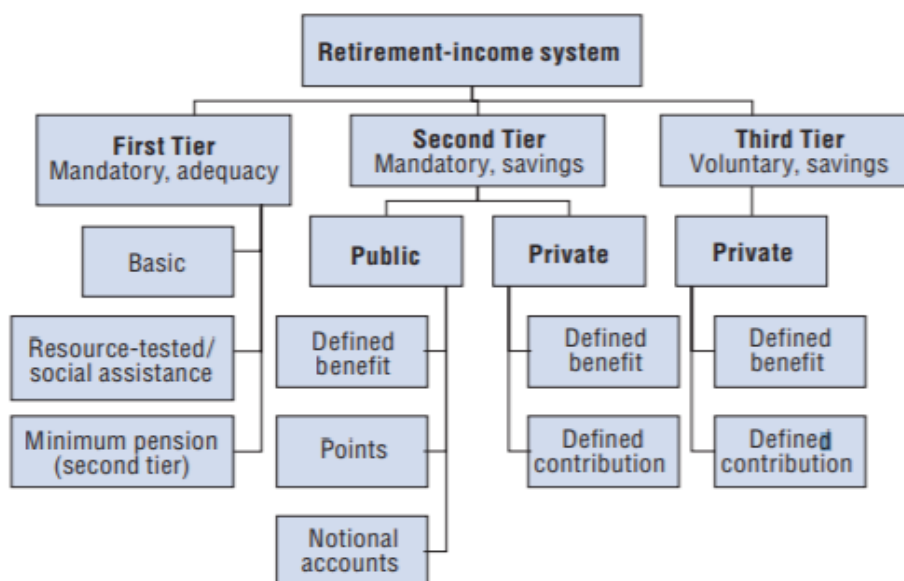 Retirement-income system
First Tier
Mandatory, adequacy
Second Tier
Mandatory, savings
Third Tier
Voluntary, savings
Basic
Resource-tested/
social assistance
Minimum pension
(second tier)
Public
Defined
benefit
Points
Notional
accounts
Private
Defined
benefit
Defined
contribution
Private
Defined
benefit
Defined
contribution